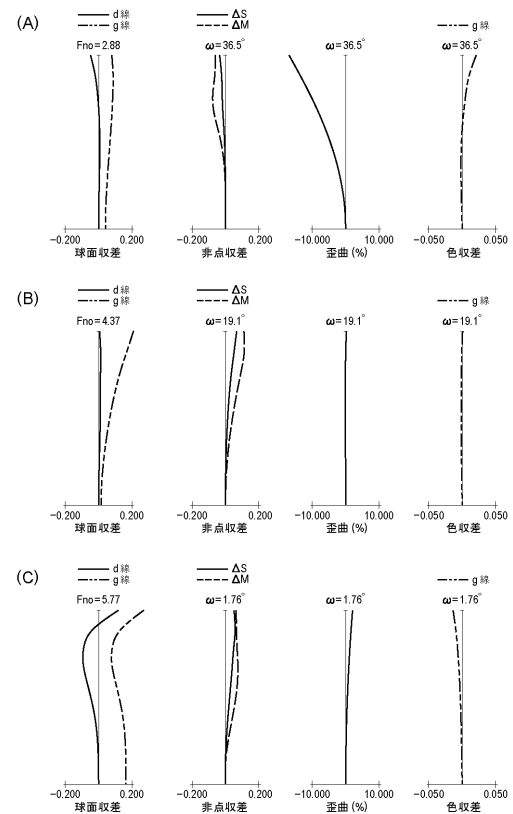 (A)
d 線
g 線
Fno=2.88
ΔS
ΔM
ω=36.5°
ω=36.5°
g 線
ω=36.5°
-0.200 0.200
球面収差
-0.200 0.200
非点収差
-10.000 10.000
歪曲(%)
-0.050 0.050
色収差
(B)
d 線
g 線
Fno=4.37
ΔS
ΔM
ω=19.1°
ω=19.1°
g 線
ω=19.1°
-0.200 0.200
球面収差
-0.200 0.200
非点収差
-10.000 10.000
歪曲(%)
-0.050 0.050
色収差
(C)
d 線
g 線
Fno=5.77
ΔS
ΔM
ω=1.76°
ω=1.76°
g 線
ω=1.76°
-0.200 0.200
球面収差
-0.200 0.200
非点収差
-10.000 10.000
歪曲(%)
-0.050 0.050
色収差